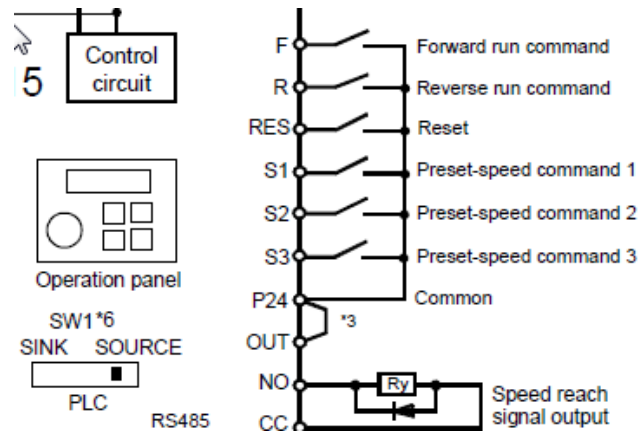 Control
circuit
5
F
Forward run command
R
Reverse run command
RES
Reset
S1
Preset-speed command 1
S2
Preset-speed command 2
S3
Preset-speed command 3
Operation panel
P24
Common
*3
OUT
SW1*6
SINK SOURCE
PLC
RS485
NO
Ry
Speed reach
signal output
CC